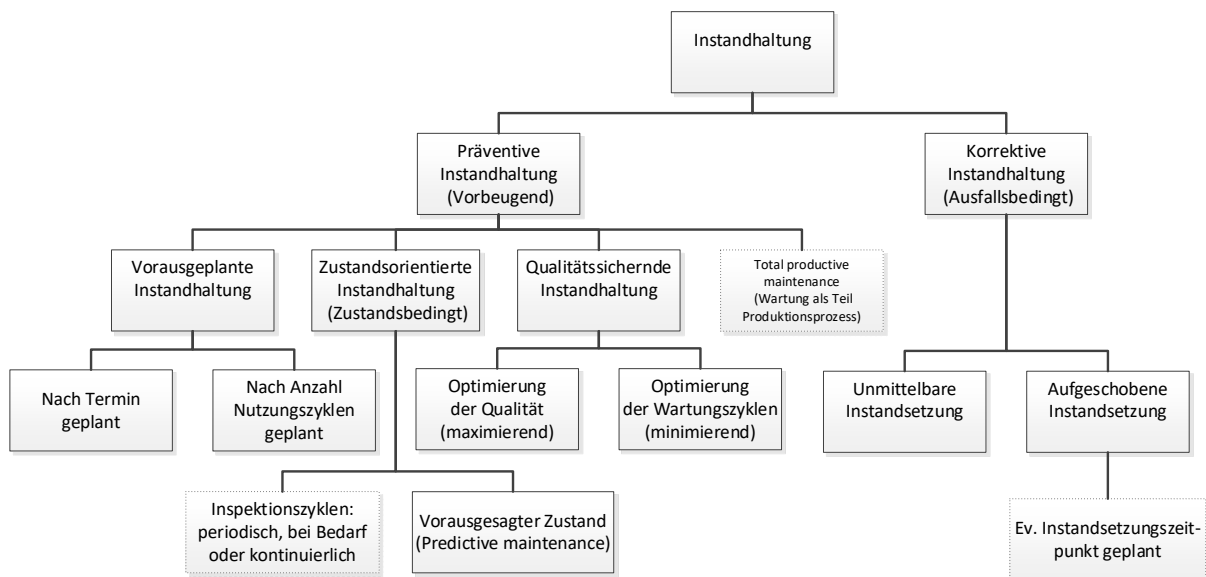 Instandhaltung
Präventive
Instandhaltung
(Vorbeugend)
Korrektive
Instandhaltung
(Ausfallsbedingt)
Vorausgeplante
Instandhaltung
Zustandsorientierte
Instandhaltung
(Zustandsbedingt)
Qualitätssichernde
Instandhaltung
Total productive
maintenance
(Wartung als Teil
Produktionsprozess)
Nach Termin
geplant
Nach Anzahl
Nutzungszyklen
geplant
Optimierung
der Qualität
(maximierend)
Optimierung
der Wartungszyklen
(minimierend)
Unmittelbare
Instandsetzung
Aufgeschobene
Instandsetzung
Inspektionszyklen:
periodisch, bei Bedarf
oder kontinuierlich
Vorausgesagter Zustand
(Predictive maintenance)
Ev. Instandsetzungszeit-
punkt geplant